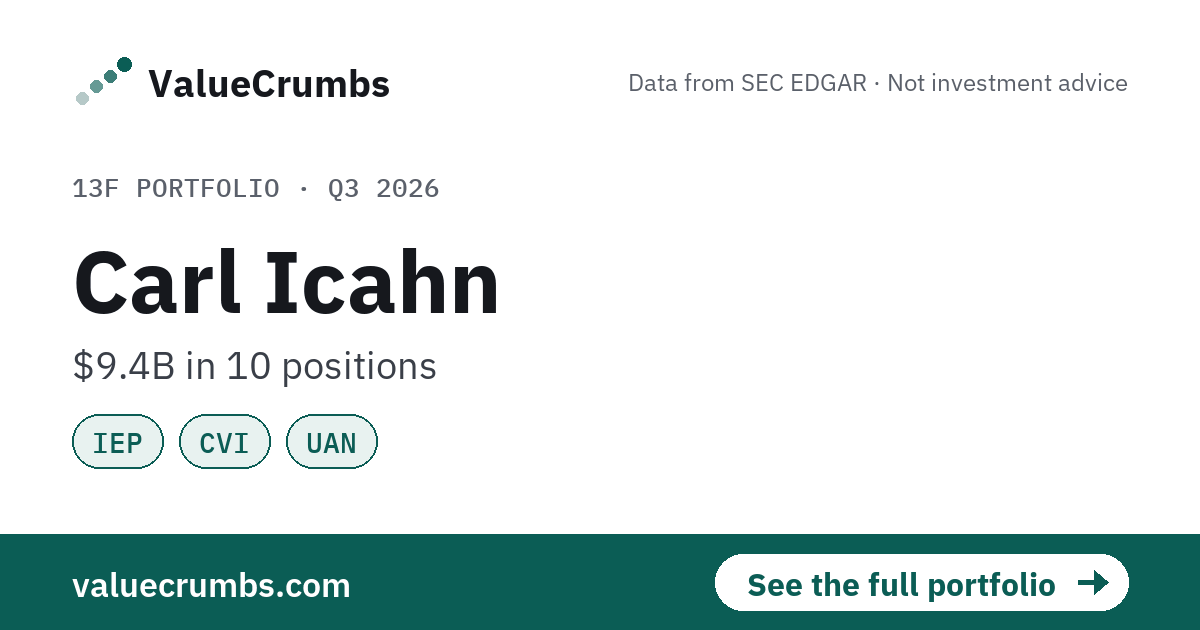 ValueCrumbs
Data from SEC EDGAR · Not investment advice
13F PORTFOLIO · Q3 2026
Carl Icahn
$9.4B in 10 positions
IEP CVI UAN
valuecrumbs.com
See the full portfolio →